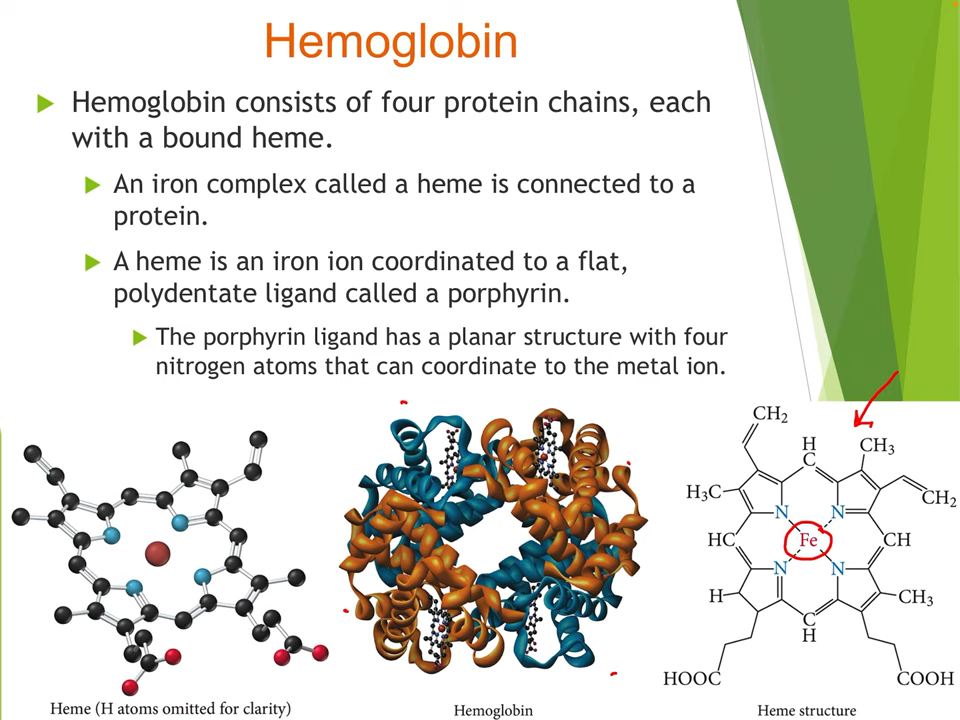 Hemoglobin
Hemoglobin consists of four protein chains, each
with a bound heme.
An iron complex called a heme is connected to a
protein.
A heme is an iron ion coordinated to a flat,
polydentate ligand called a porphyrin.
The porphyrin ligand has a planar structure with four
nitrogen atoms that can coordinate to the metal ion.
CH2
H
C
CH3
H3C
CH2
N
N
HC
Fe
CH
N
N
H
CH3
C
H
HOOC
COOH
Heme (H atoms omitted for clarity)
Hemoglobin
Heme structure